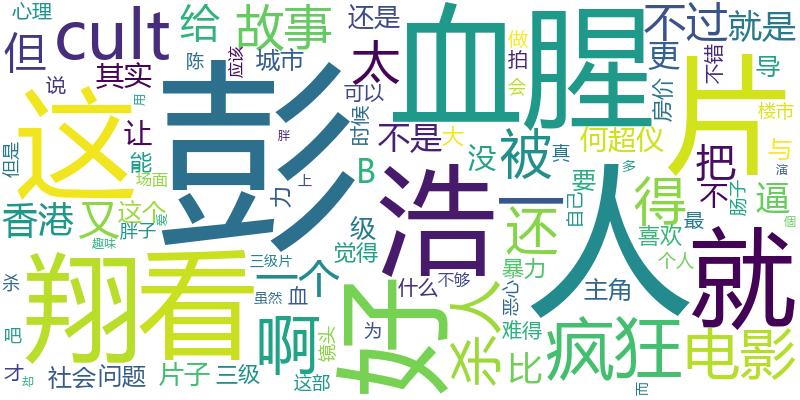 心理
cult
给
故事
还是
血腥
不过
就是
但
其实
陈
应该
城市
太
做
拍
更
不错
导
说
这
彭
用
可以
房价
会
片
楼市
让
时候
不是
大
何超仪
与
但是
能
胖
没
被
真
把
演
场面
力
上
B
浩
一
人
要
多
不
肠子
逼
香港
又
这个
爱
胖子
级
还
自己
得
最
個
趣味
觉得
喜欢
个人
就
翔
看
三级片
一个
好
什么
不够
暴力
恶心
主角
杀
虽然
血
杀人
疯狂
电影
吧
啊
镜头
为
难得
才
却
社会
问题
片子
三级
这部
比
而